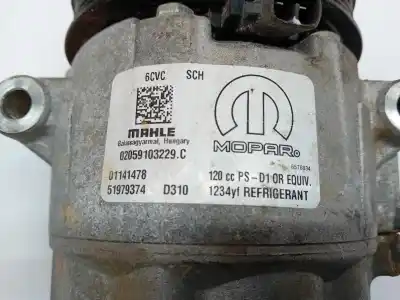 6CVC SCH
MAHLE
Balassagyarmat, Hungary
02059103229.C
MOPAR®
01141478
51979374 D310
120 cc PS-D1 OR EQUIV.
1234yf REFRIGERANT